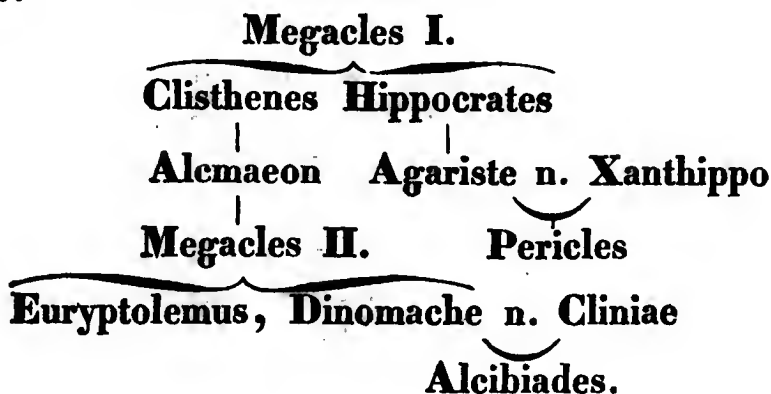 Megacles I.
Clisthenes Hippocrates
Alcmaeon Agariste n. Xanthippo
Megacles II. Pericles
Euryptolemus, Dinomache n. Cliniae
Alcibiades.